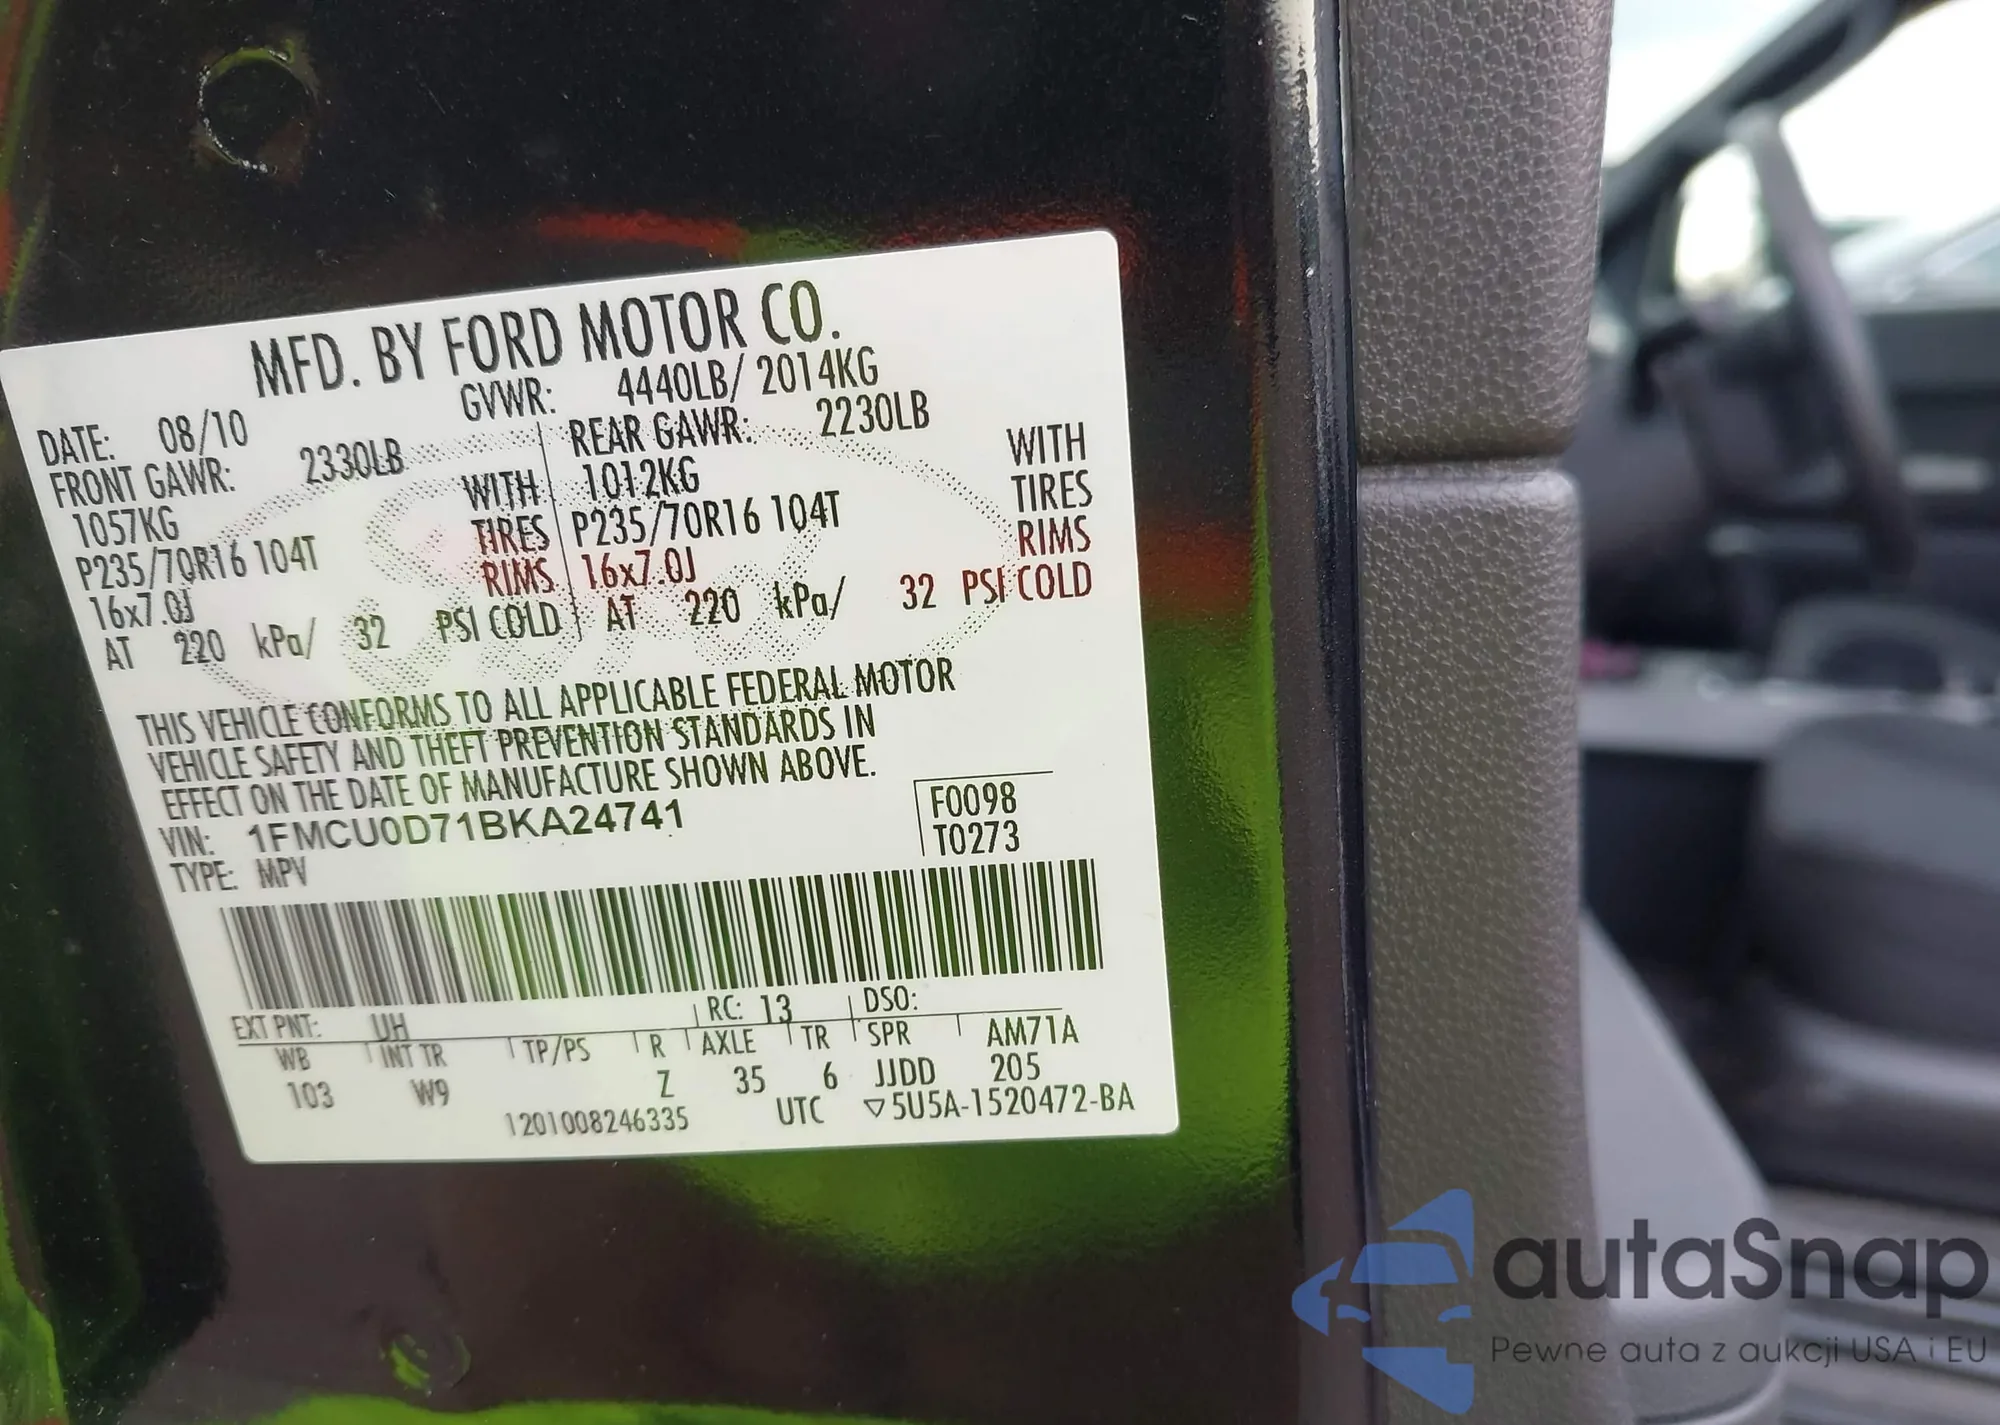 MFD. BY FORD MOTOR CO.
DATE: 08/10 GVWR: 4440LB/ 2014KG
FRONT GAWR: 2330LB REAR GAWR: 2230LB
1057KG WITH 1012KG WITH
P235/70R16 104T TIRES P235/70R16 104T TIRES
16x7.0J RIMS 16x7.0J RIMS
AT 220 kPa/ 32 PSI COLD AT 220 kPa/ 32 PSI COLD
THIS VEHICLE CONFORMS TO ALL APPLICABLE FEDERAL MOTOR
VEHICLE SAFETY AND THEFT PREVENTION STANDARDS IN
EFFECT ON THE DATE OF MANUFACTURE SHOWN ABOVE.
VIN: 1FMCU0D71BKA24741 F0098
TYPE: MPV T0273
EXT PNT: UH RC: 13 DSO:
WB INT TR TP/PS R AXLE TR SPR AM71A
103 W9 Z 35 6 JJDD 205
1201008246335 UTC ▽5U5A-1520472-BA
autaSnap
Pewne auta z aukcji USA i EU